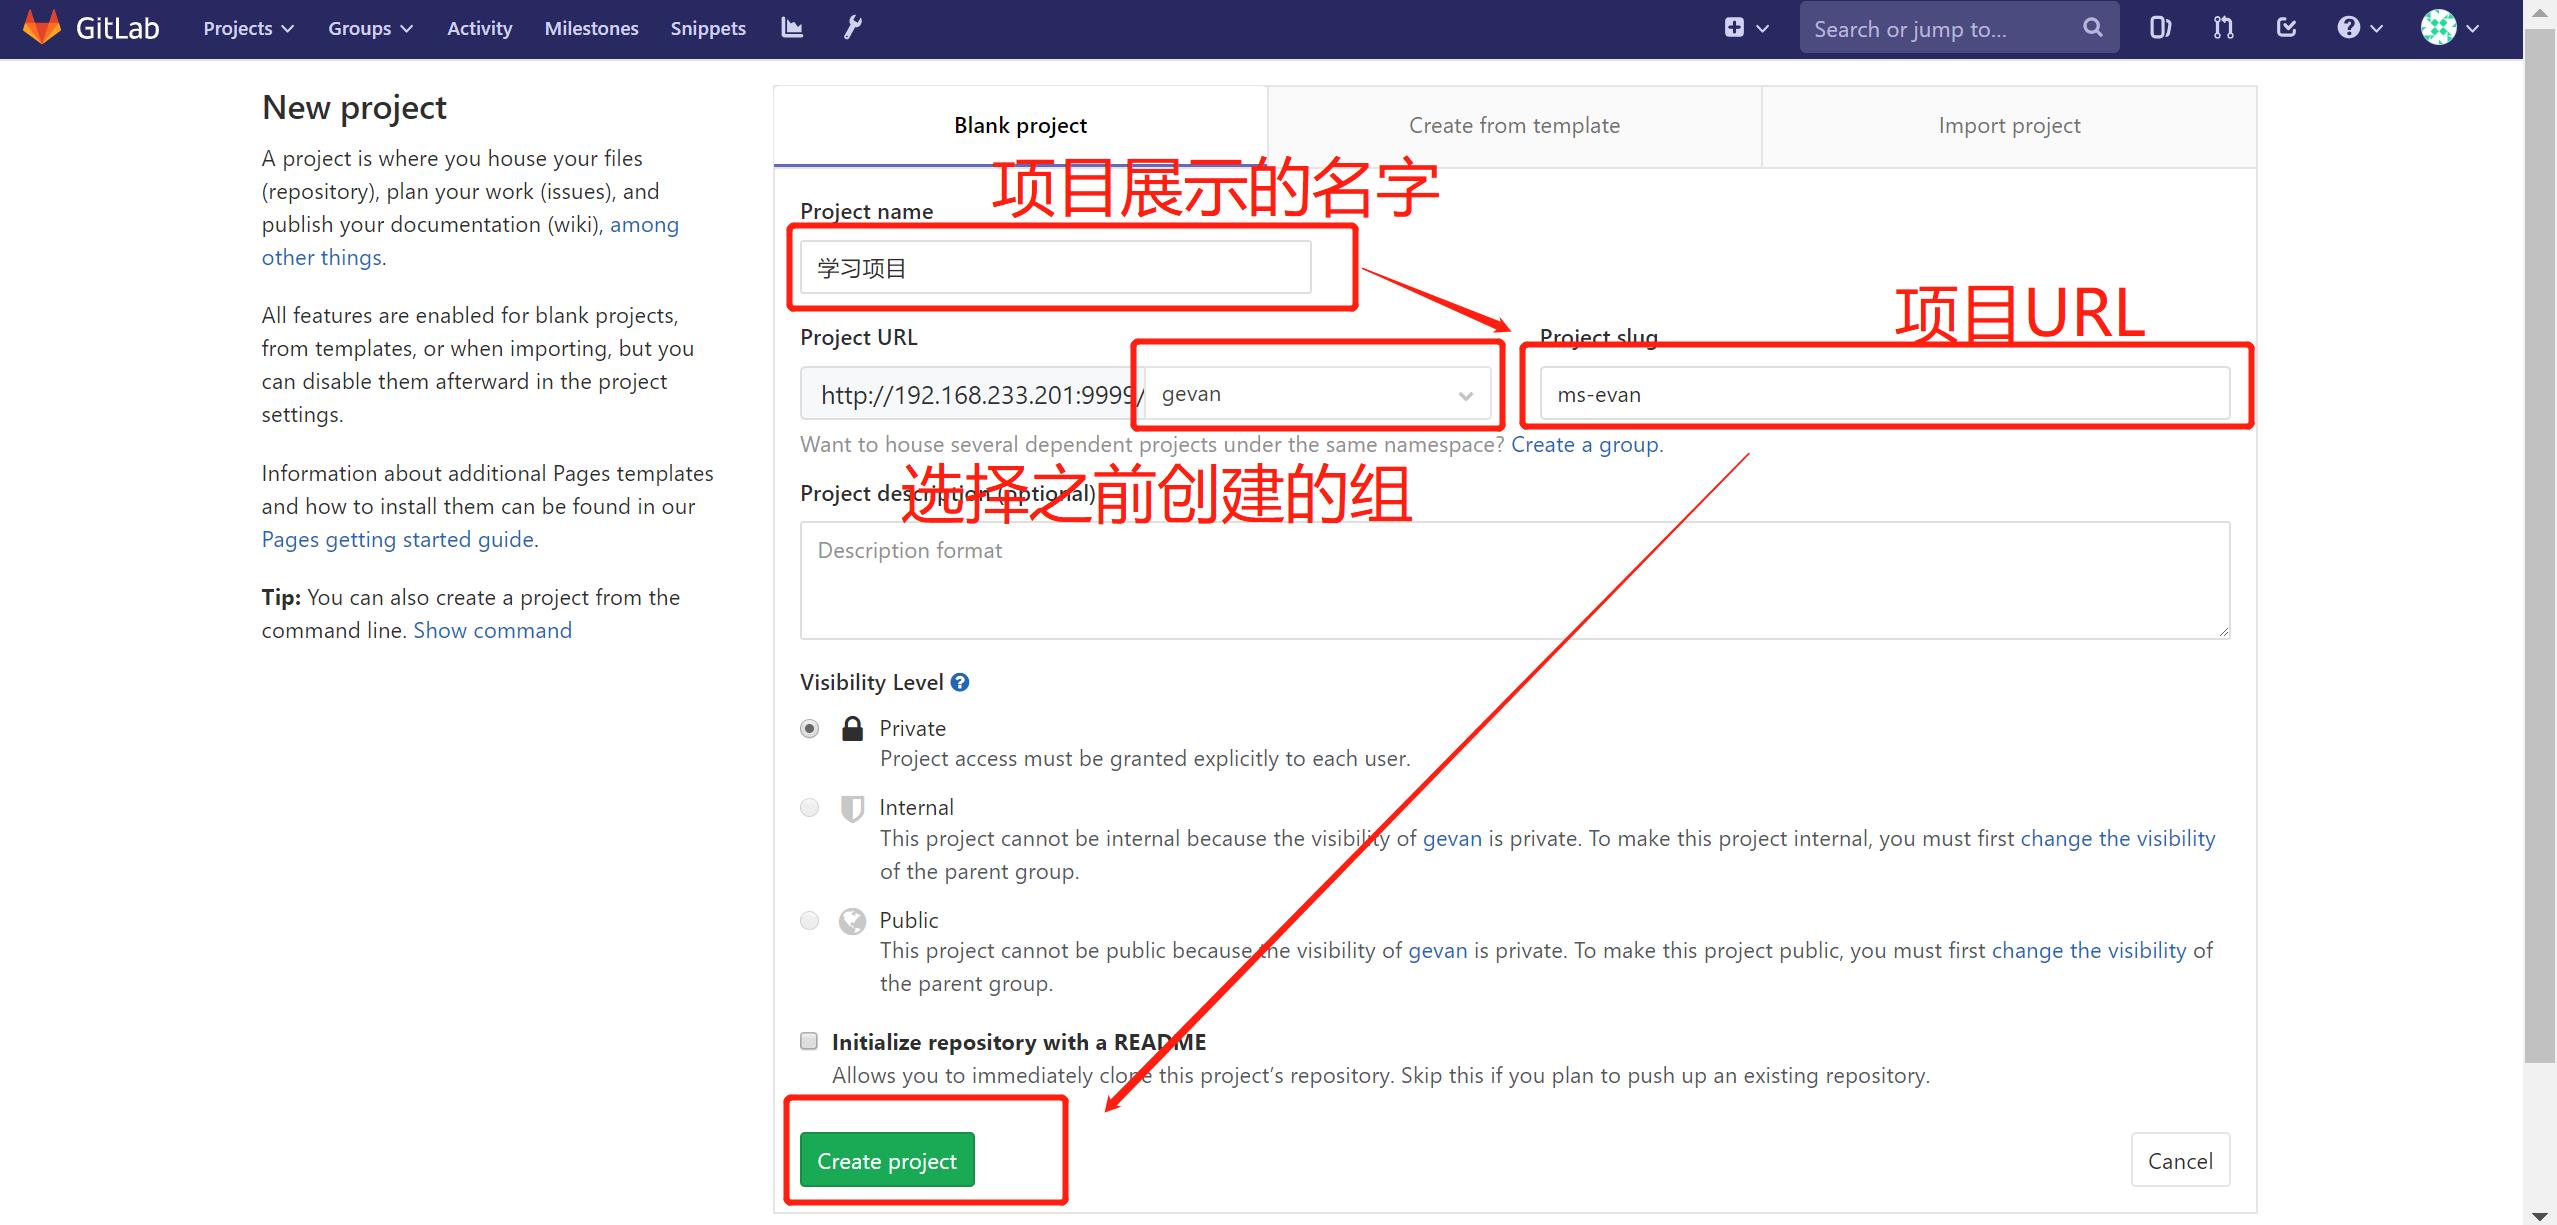 GitLab
Projects
Groups
Activity
Milestones
Snippets
Search or jump to...
New project
A project is where you house your files
(repository), plan your work (issues), and
publish your documentation (wiki), among
other things.
All features are enabled for blank projects,
from templates, or when importing, but you
can disable them afterward in the project
settings.
Information about additional Pages templates
and how to install them can be found in our
Pages getting started guide.
Tip: You can also create a project from the
command line. Show command
Blank project
Create from template
Import project
项目展示的名字
Project name
学习项目
项目URL
Project URL
Project slug
http://192.168.233.201:9999/
gevan
ms-evan
Want to house several dependent projects under the same namespace? Create a group.
选择之前创建的组
Project description (optional)
Description format
Visibility Level
Private
Project access must be granted explicitly to each user.
Internal
This project cannot be internal because the visibility of gevan is private. To make this project internal, you must first change the visibility
of the parent group.
Public
This project cannot be public because the visibility of gevan is private. To make this project public, you must first change the visibility of
the parent group.
Initialize repository with a README
Allows you to immediately clone this project’s repository. Skip this if you plan to push up an existing repository.
Create project
Cancel